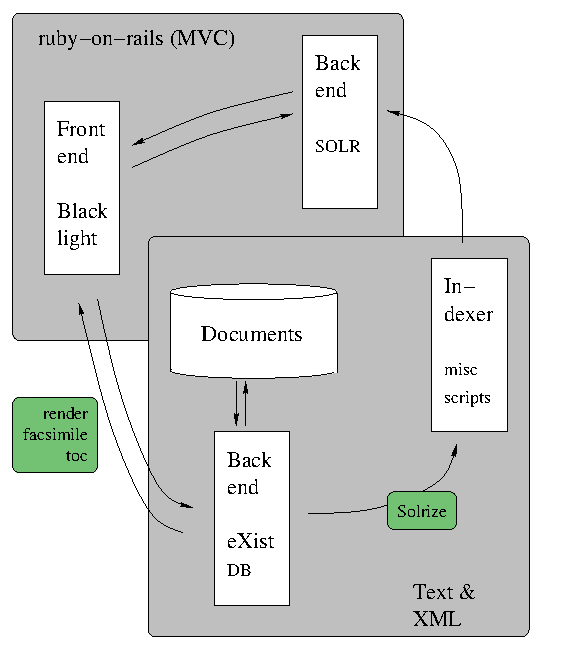 ruby−on−rails (MVC)
Back
end
SOLR
Front
end
Black
light
In−
dexer
misc
scripts
Documents
render
facsimile
toc
Back
end
eXist
DB
Solrize
Text &
XML